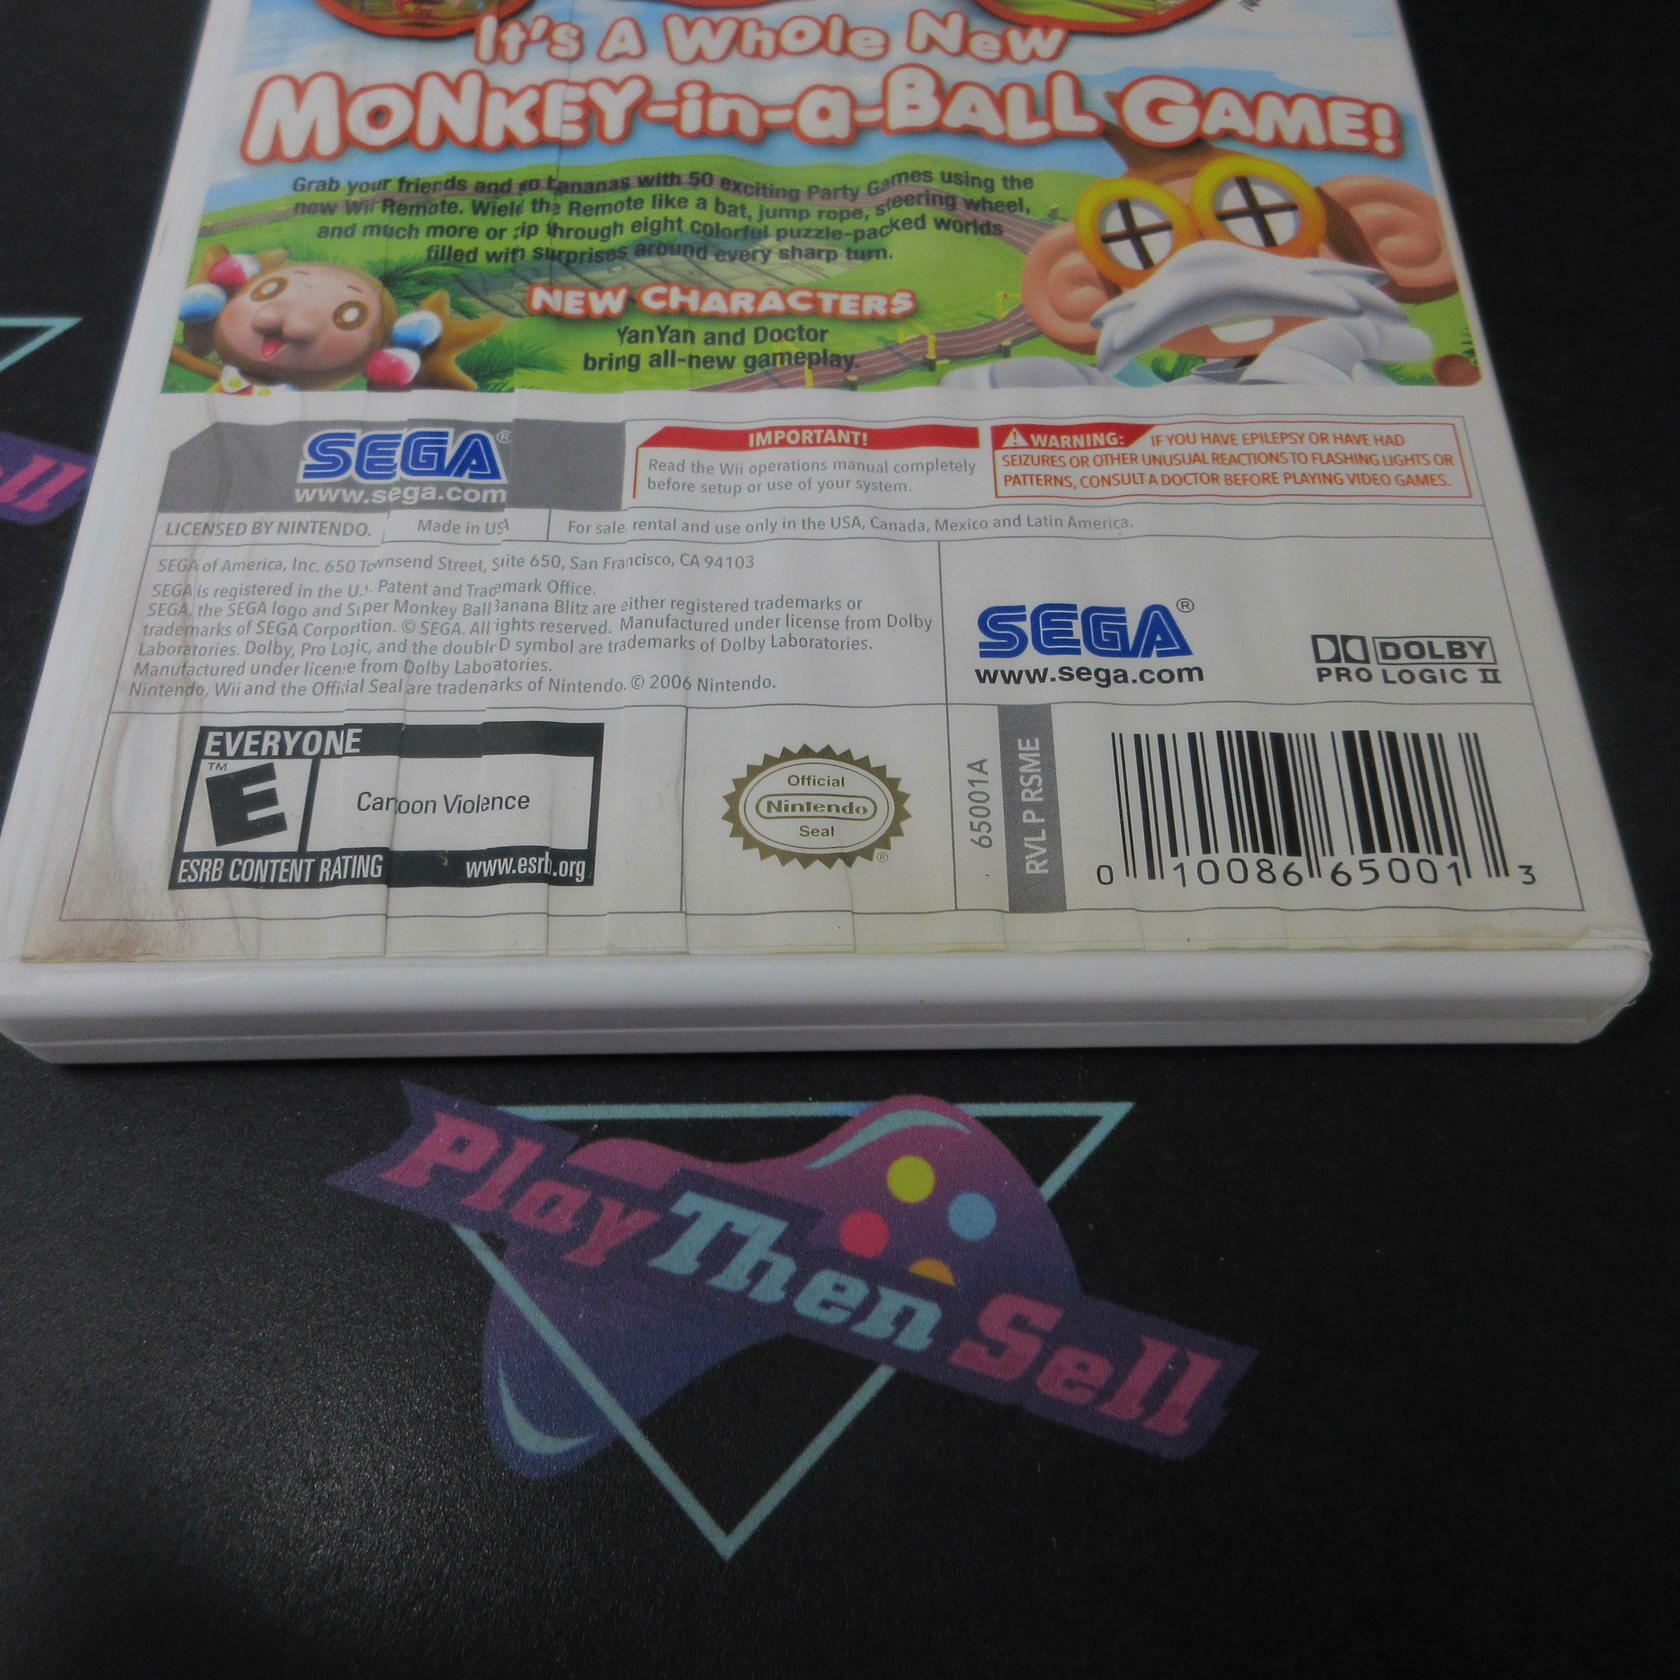 It's A Whole New
MONKEY-in-a-BALL GAME!
Grab your friends and go bananas with 50 exciting Party Games using the
new Wii Remote. Wield the Remote like a bat, jump rope, steering wheel,
and much more or zip through eight colorful puzzle-packed worlds
filled with surprises around every sharp turn.
NEW CHARACTERS
YanYan and Doctor
bring all-new gameplay.
SEGA®
www.sega.com
IMPORTANT!
Read the Wii operations manual completely
before setup or use of your system.
WARNING: IF YOU HAVE EPILEPSY OR HAVE HAD
SEIZURES OR OTHER UNUSUAL REACTIONS TO FLASHING LIGHTS OR
PATTERNS, CONSULT A DOCTOR BEFORE PLAYING VIDEO GAMES.
LICENSED BY NINTENDO. Made in USA For sale, rental and use only in the USA, Canada, Mexico and Latin America.
SEGA of America, Inc. 650 Townsend Street, Suite 650, San Francisco, CA 94103
SEGA is registered in the U.S. Patent and Trademark Office.
SEGA, the SEGA logo and Super Monkey Ball Banana Blitz are either registered trademarks or
trademarks of SEGA Corporation. © SEGA. All rights reserved. Manufactured under license from Dolby
Laboratories. Dolby, Pro Logic, and the double-D symbol are trademarks of Dolby Laboratories.
Manufactured under license from Dolby Laboratories.
Nintendo, Wii and the Official Seal are trademarks of Nintendo. © 2006 Nintendo.
SEGA®
www.sega.com
DOLBY
PRO LOGIC II
EVERYONE
™
E
Cartoon Violence
ESRB CONTENT RATING www.esrb.org
Official
Nintendo
Seal
®
65001A
RVL P RSME
0 10086 65001 3
Play Then Sell
ell